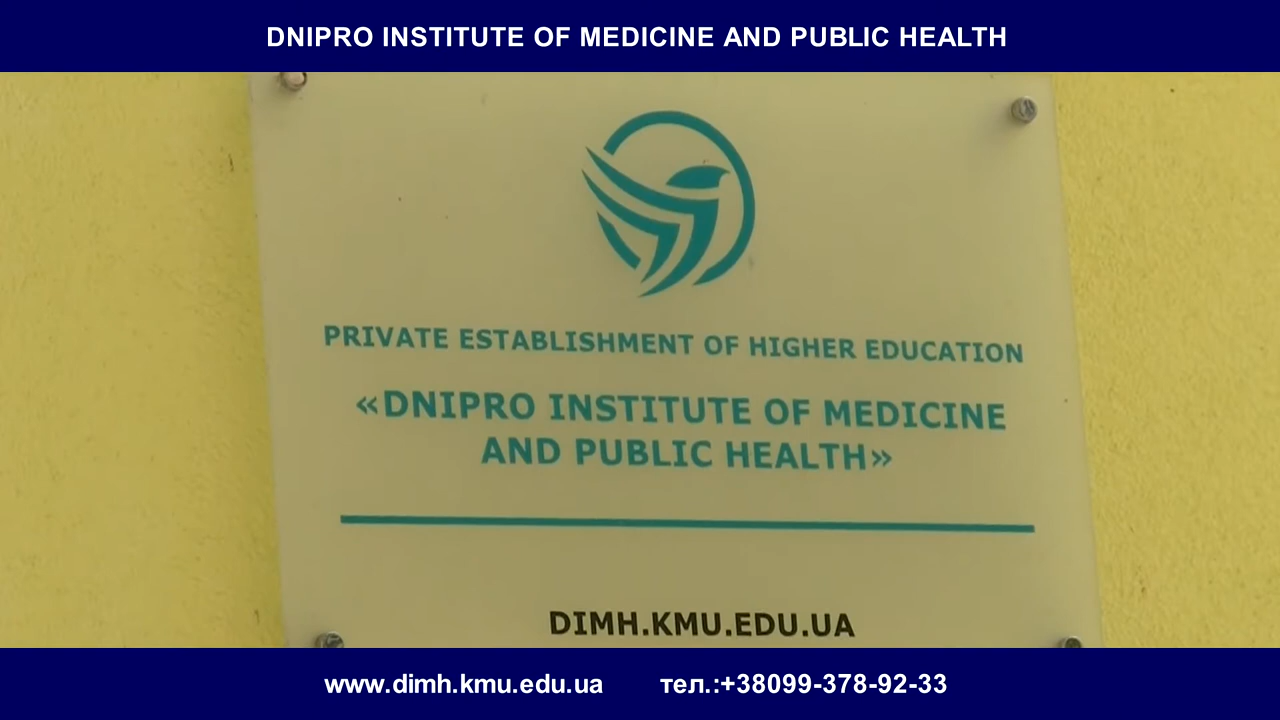 DNIPRO INSTITUTE OF MEDICINE AND PUBLIC HEALTH
PRIVATE ESTABLISHMENT OF HIGHER EDUCATION
«DNIPRO INSTITUTE OF MEDICINE
AND PUBLIC HEALTH»
DIMH.KMU.EDU.UA
www.dimh.kmu.edu.ua тел.:+38099-378-92-33